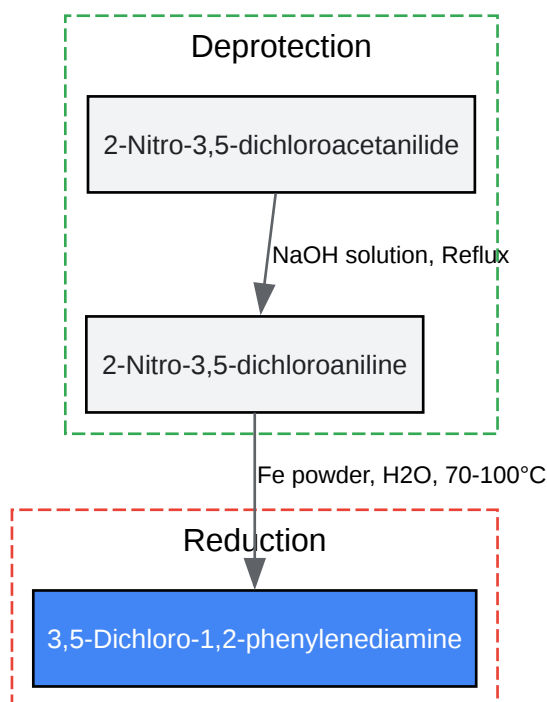 Deprotection
2-Nitro-3,5-dichloroacetanilide
NaOH solution, Reflux
2-Nitro-3,5-dichloroaniline
Fe powder, H2O, 70-100°C
Reduction
3,5-Dichloro-1,2-phenylenediamine